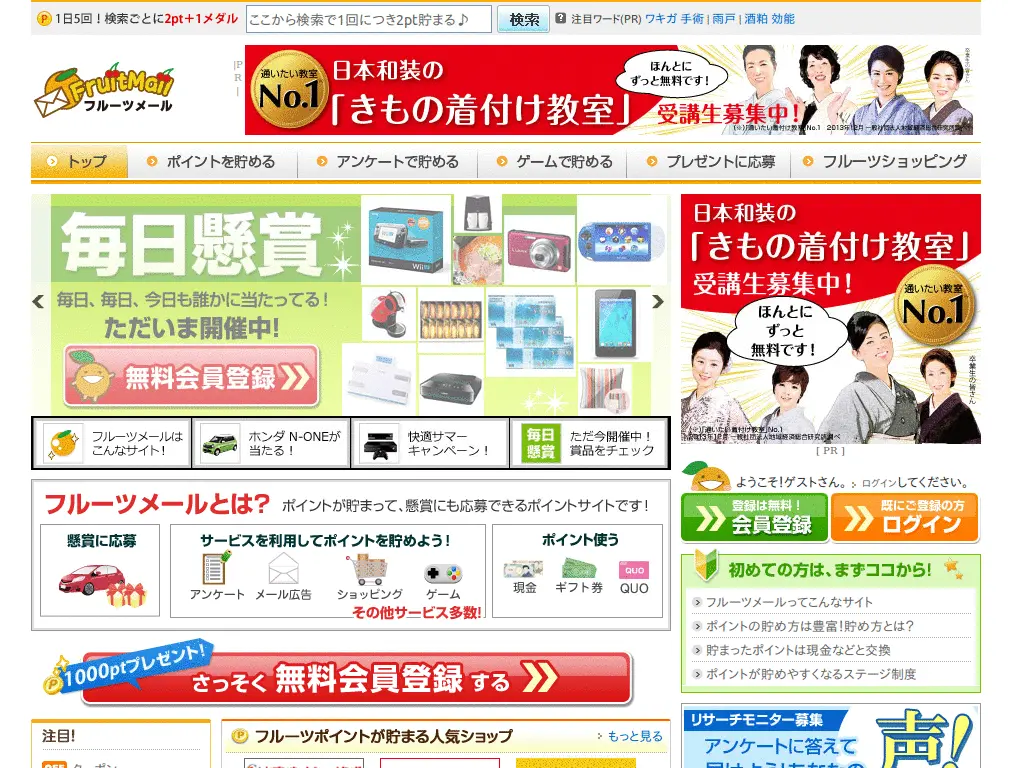 1日5回！検索ごとに2pt＋1メダル
ここから検索で1回につき2pt貯まる♪
検索
注目ワード(PR) ワキガ 手術 | 雨戸 | 酒粕 効能
FruitMail
フルーツメール
|PR|
通いたい教室
No.1
日本和装の
「きもの着付け教室」
受講生募集中！
ほんとに
ずっと無料です！
卒業生の皆さん
トップ
ポイントを貯める
アンケートで貯める
ゲームで貯める
プレゼントに応募
フルーツショッピング
毎日懸賞
毎日、毎日、今日も誰かに当たってる！
ただいま開催中!
無料会員登録
Wii U
フルーツメールは
こんなサイト！
ホンダ N-ONEが
当たる！
快適サマー
キャンペーン！
毎日
懸賞
ただ今開催中！
賞品をチェック
日本和装の
「きもの着付け教室」
受講生募集中！
通いたい教室
No.1
ほんとに
ずっと
無料です！
卒業生の皆さん
[ PR ]
ようこそ!ゲストさん。 ログインしてください。
登録は無料！
会員登録
既にご登録の方
ログイン
フルーツメールとは？ ポイントが貯まって、懸賞にも応募できるポイントサイトです！
懸賞に応募
サービスを利用してポイントを貯めよう！
アンケート
メール広告
ショッピング
ゲーム
その他サービス多数!
ポイント使う
現金
ギフト券
QUO
QUO
初めての方は、まずココから!
フルーツメールってこんなサイト
ポイントの貯め方は豊富！貯め方とは？
貯まったポイントは現金などと交換
ポイントが貯めやすくなるステージ制度
1000ptプレゼント!
さっそく 無料会員登録 する
注目!
フルーツポイントが貯まる人気ショップ
もっと見る
リサーチモニター募集
アンケートに答えて
声！